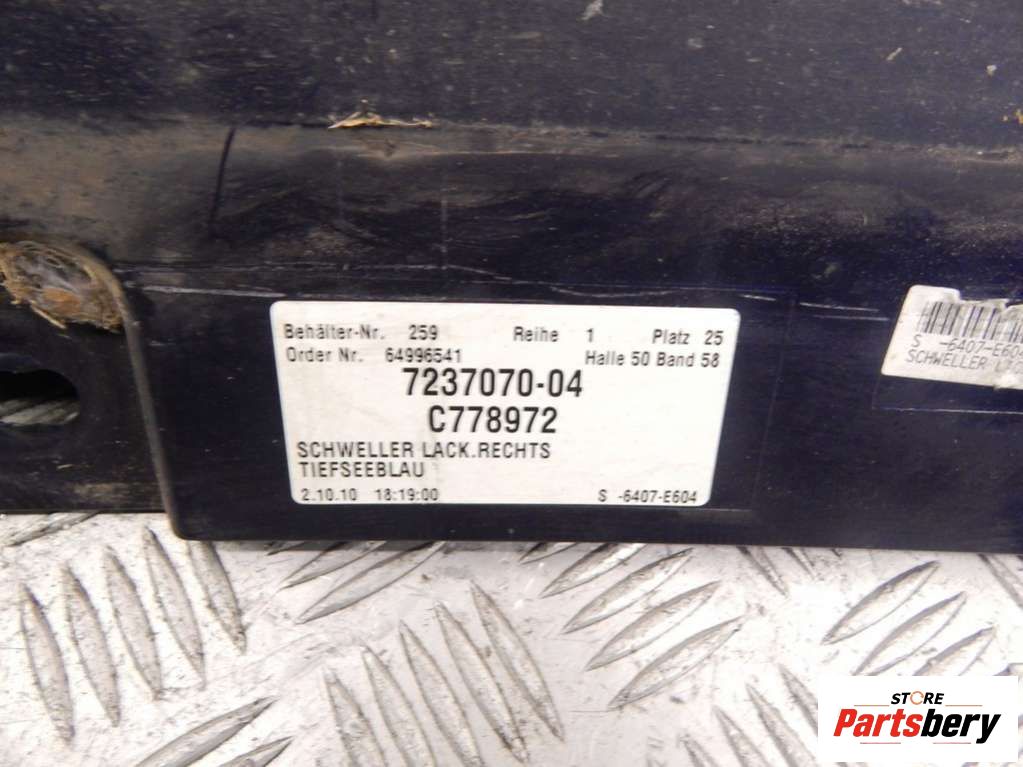 Behälter-Nr. 259 Reihe 1 Platz 25
Order Nr. 64996541 Halle 50 Band 58
7237070-04
C778972
SCHWELLER LACK.RECHTS
TIEFSEEBLAU
2.10.10 18:19:00 S -6407-E604
S -6407-E604
SCHWELLER
STORE
Partsbery